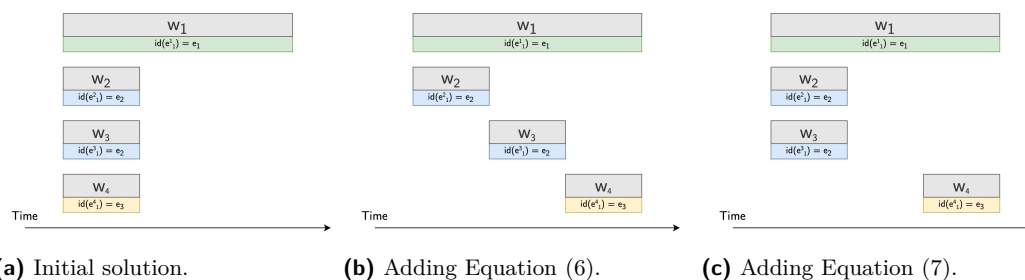 W1 W1 W1
id(e¹₁) = e₁ id(e¹₁) = e₁ id(e¹₁) = e₁
W2 W2 W2
id(e²₁) = e₂ id(e²₁) = e₂ id(e²₁) = e₂
W3 W3 W3
id(e³₁) = e₂ id(e³₁) = e₂ id(e³₁) = e₂
W4 W4 W4
id(e⁴₁) = e₃ id(e⁴₁) = e₃ id(e⁴₁) = e₃
Time Time Time
(a) Initial solution. (b) Adding Equation (6). (c) Adding Equation (7).